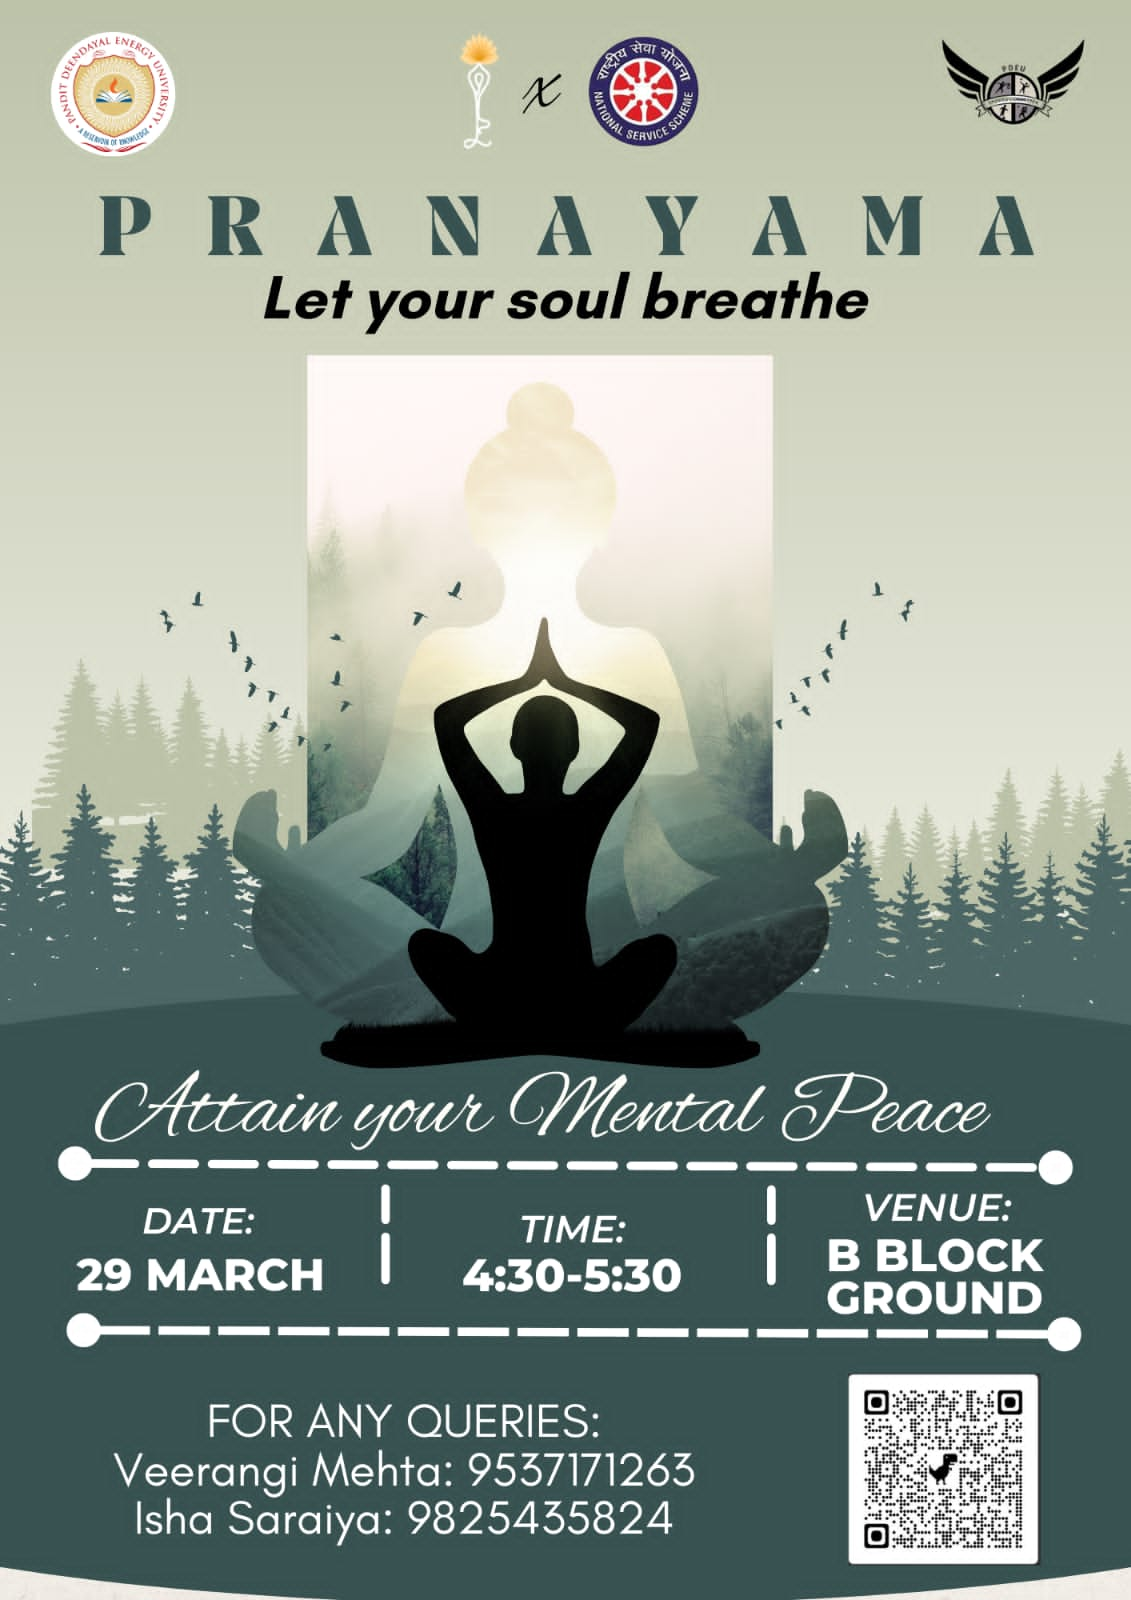 PANDIT DEENDAYAL ENERGY UNIVERSITY
A RESERVOIR OF KNOWLEDGE
x
राष्ट्रीय सेवा योजना
NATIONAL SERVICE SCHEME
PDEU
PRANAYAMA
Let your soul breathe
Attain your Mental Peace
DATE:
29 MARCH
TIME:
4:30-5:30
VENUE:
B BLOCK
GROUND
FOR ANY QUERIES:
Veerangi Mehta: 9537171263
Isha Saraiya: 9825435824